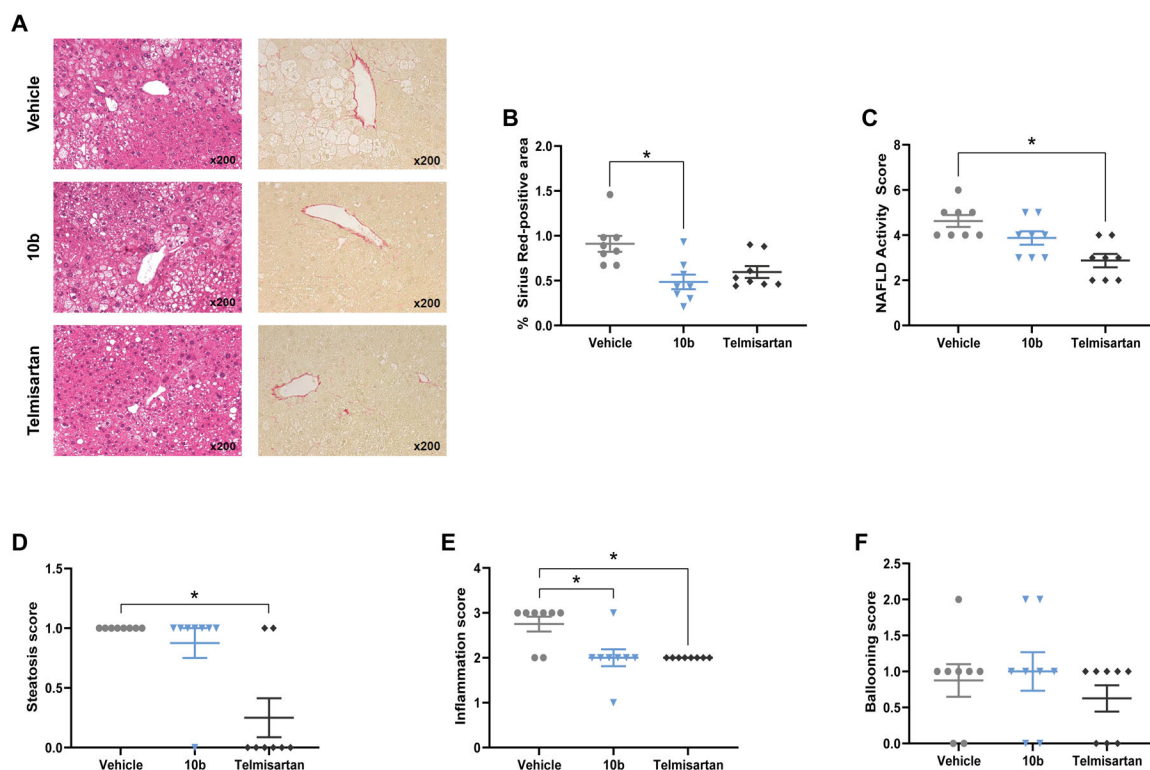 A
Vehicle
x200
x200
10b
x200
x200
Telmisartan
x200
x200
B
% Sirius Red-positive area
2.0
1.5
1.0
0.5
0.0
*
Vehicle 10b Telmisartan
C
NAFLD Activity Score
8
6
4
2
0
*
Vehicle 10b Telmisartan
D
Steatosis score
1.5
1.0
0.5
0.0
*
Vehicle 10b Telmisartan
E
Inflammation score
4
3
2
1
0
*
*
Vehicle 10b Telmisartan
F
Ballooning score
2.5
2.0
1.5
1.0
0.5
0.0
Vehicle 10b Telmisartan